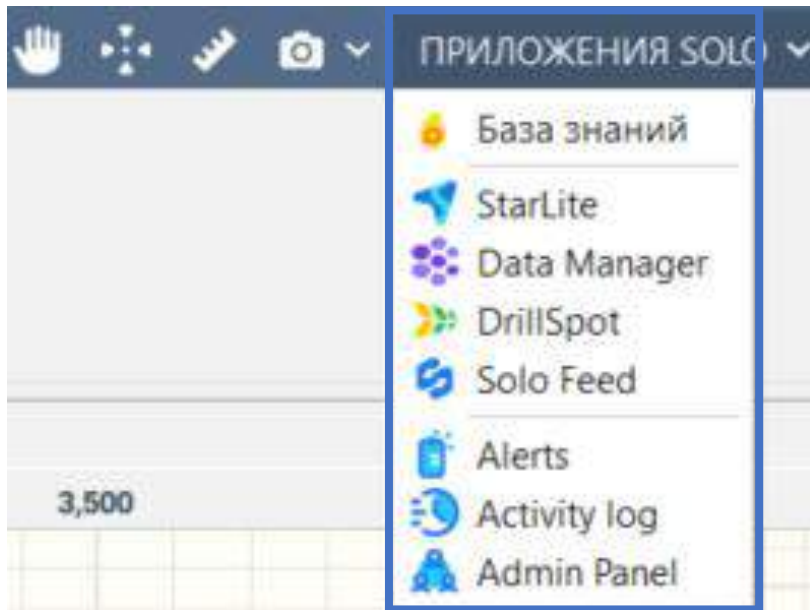 ПРИЛОЖЕНИЯ SOLO
База знаний
StarLite
Data Manager
DrillSpot
Solo Feed
Alerts
3,500
Activity log
Admin Panel